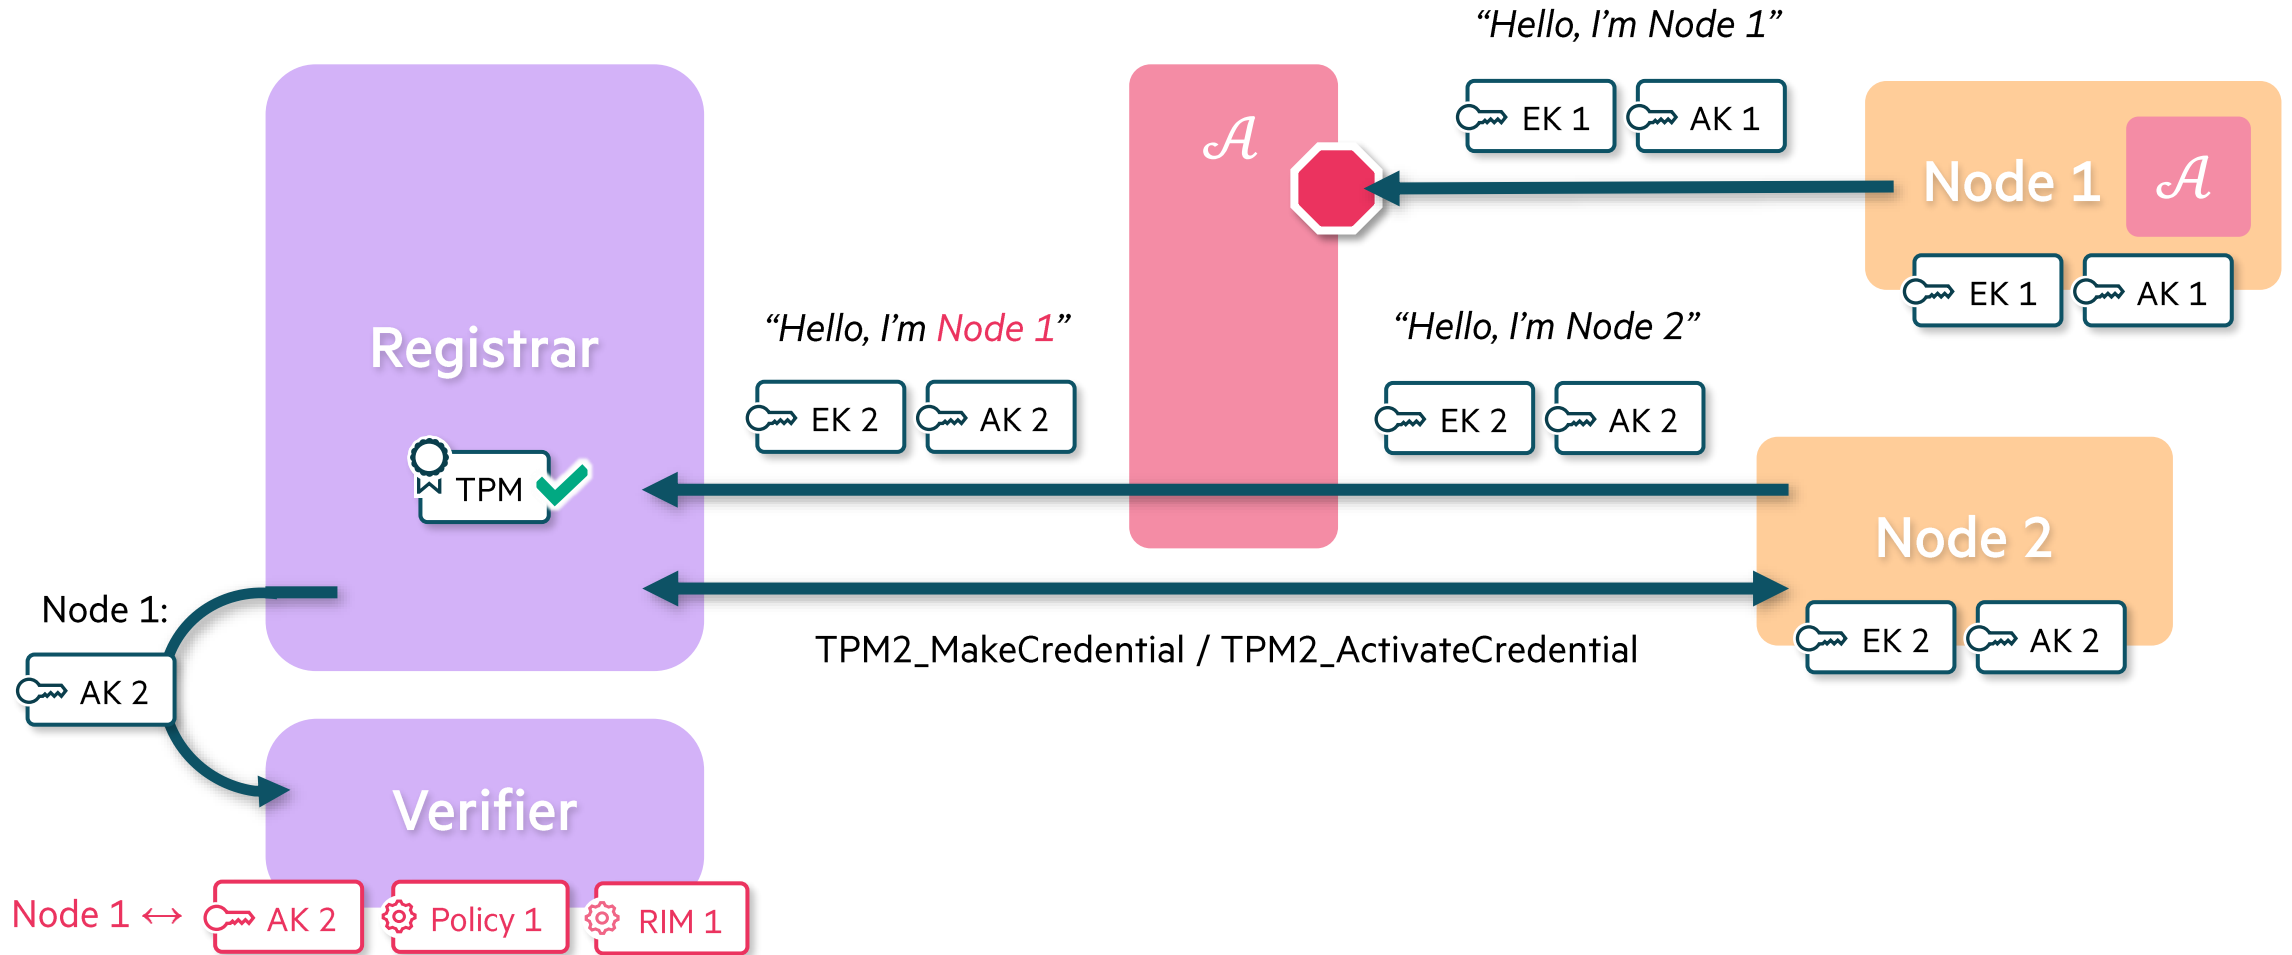 “Hello, I’m Node 1”
EK 1
AK 1
𝒜
Node 1
𝒜
EK 1
AK 1
Registrar
“Hello, I’m Node 1”
“Hello, I’m Node 2”
EK 2
AK 2
EK 2
AK 2
TPM
Node 2
EK 2
AK 2
TPM2_MakeCredential / TPM2_ActivateCredential
Node 1:
AK 2
Verifier
Node 1 ↔ AK 2 Policy 1 RIM 1